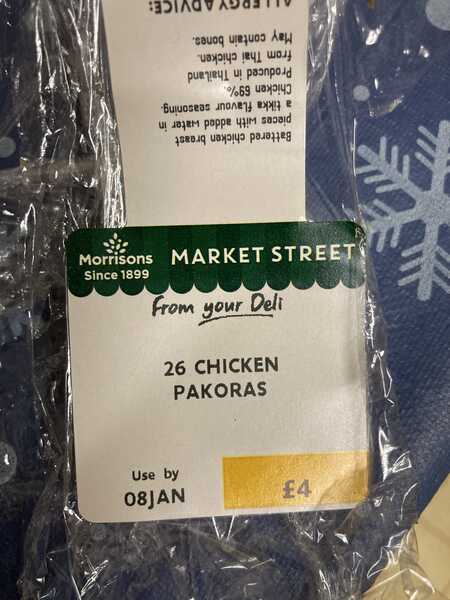 Battered chicken breast
pieces with added water in
a tikka flavour seasoning.
Chicken 69%.
Produced in Thailand
from Thai chicken.
May contain bones.
ALLERGY ADVICE:
Morrisons
Since 1899
MARKET STREET
From your Deli
26 CHICKEN
PAKORAS
Use by
08JAN
£4